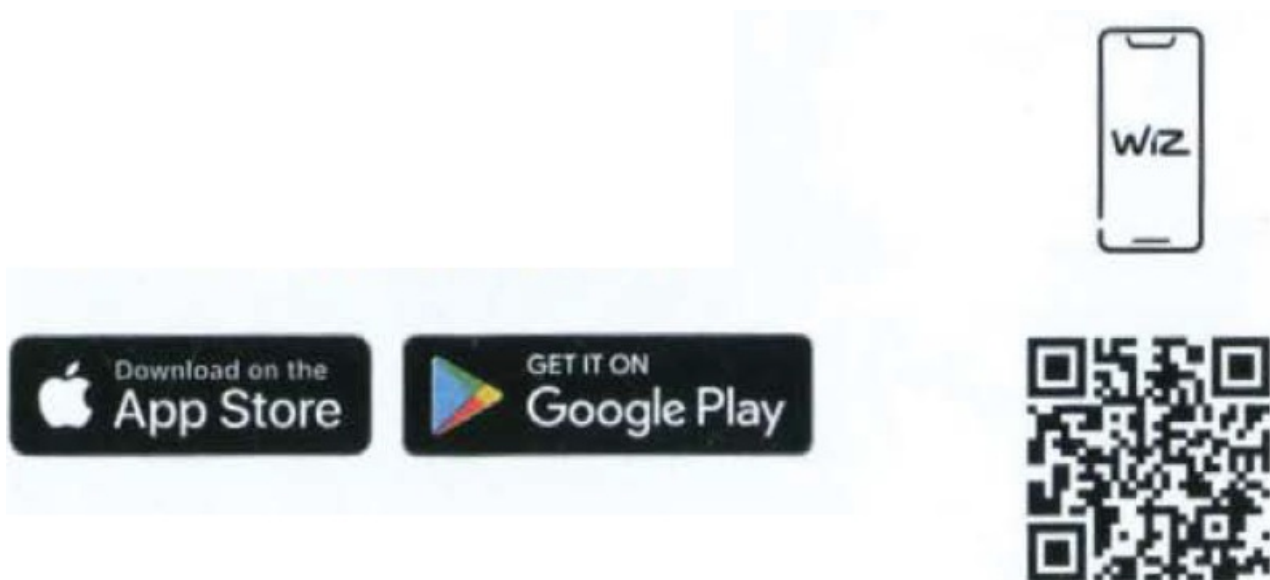 WiZ
Download on the
App Store
GET IT ON
Google Play